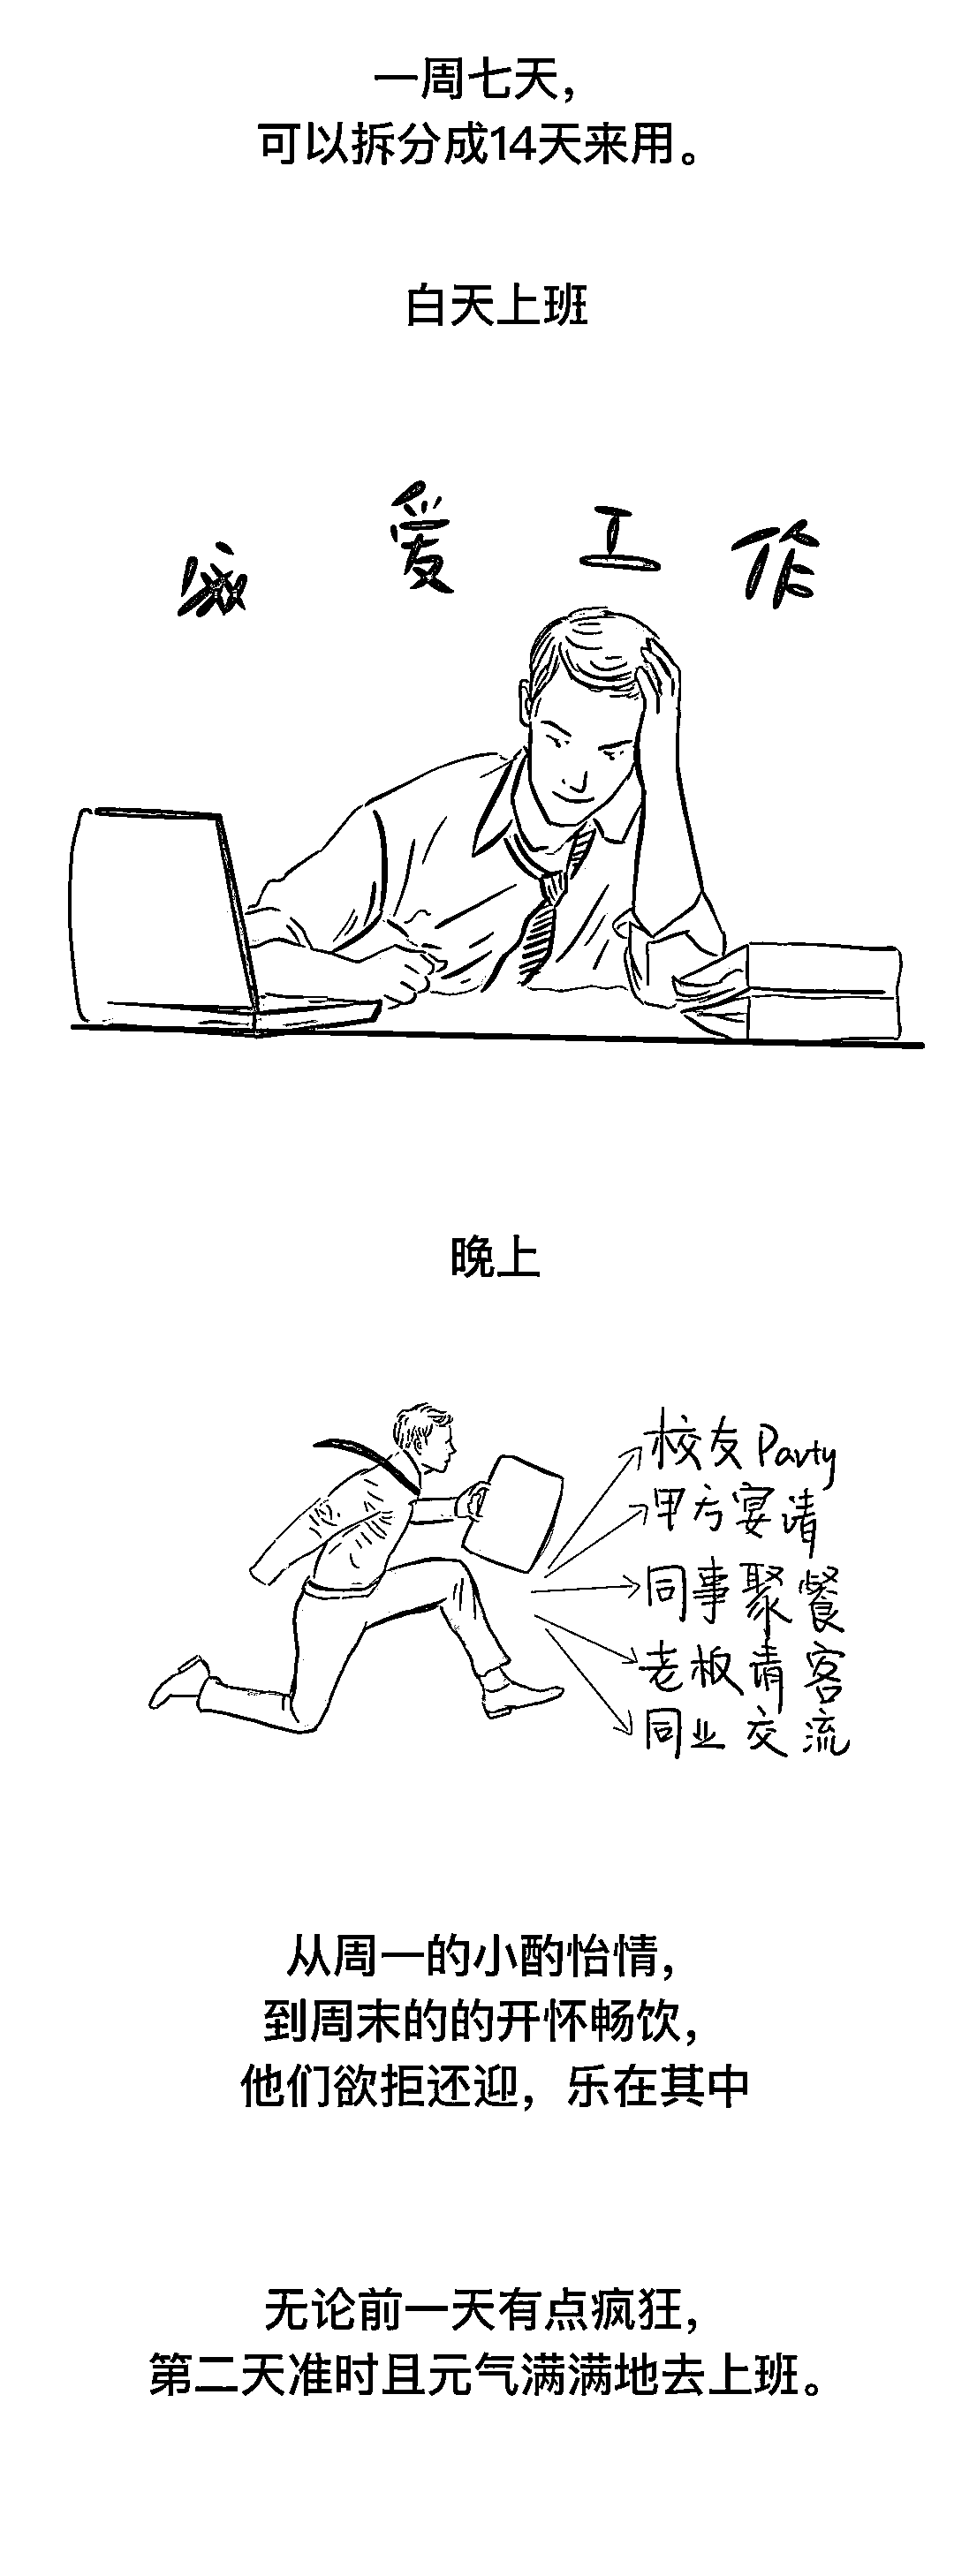 一周七天，
可以拆分成14天来用。
白天上班
爱工作
晚上
校友Party
甲方宴请
同事聚餐
老板请客
同业交流
从周一的小酌怡情，
到周末的的开怀畅饮，
他们欲拒还迎，乐在其中
无论前一天有点疯狂，
第二天准时且元气满满地去上班。